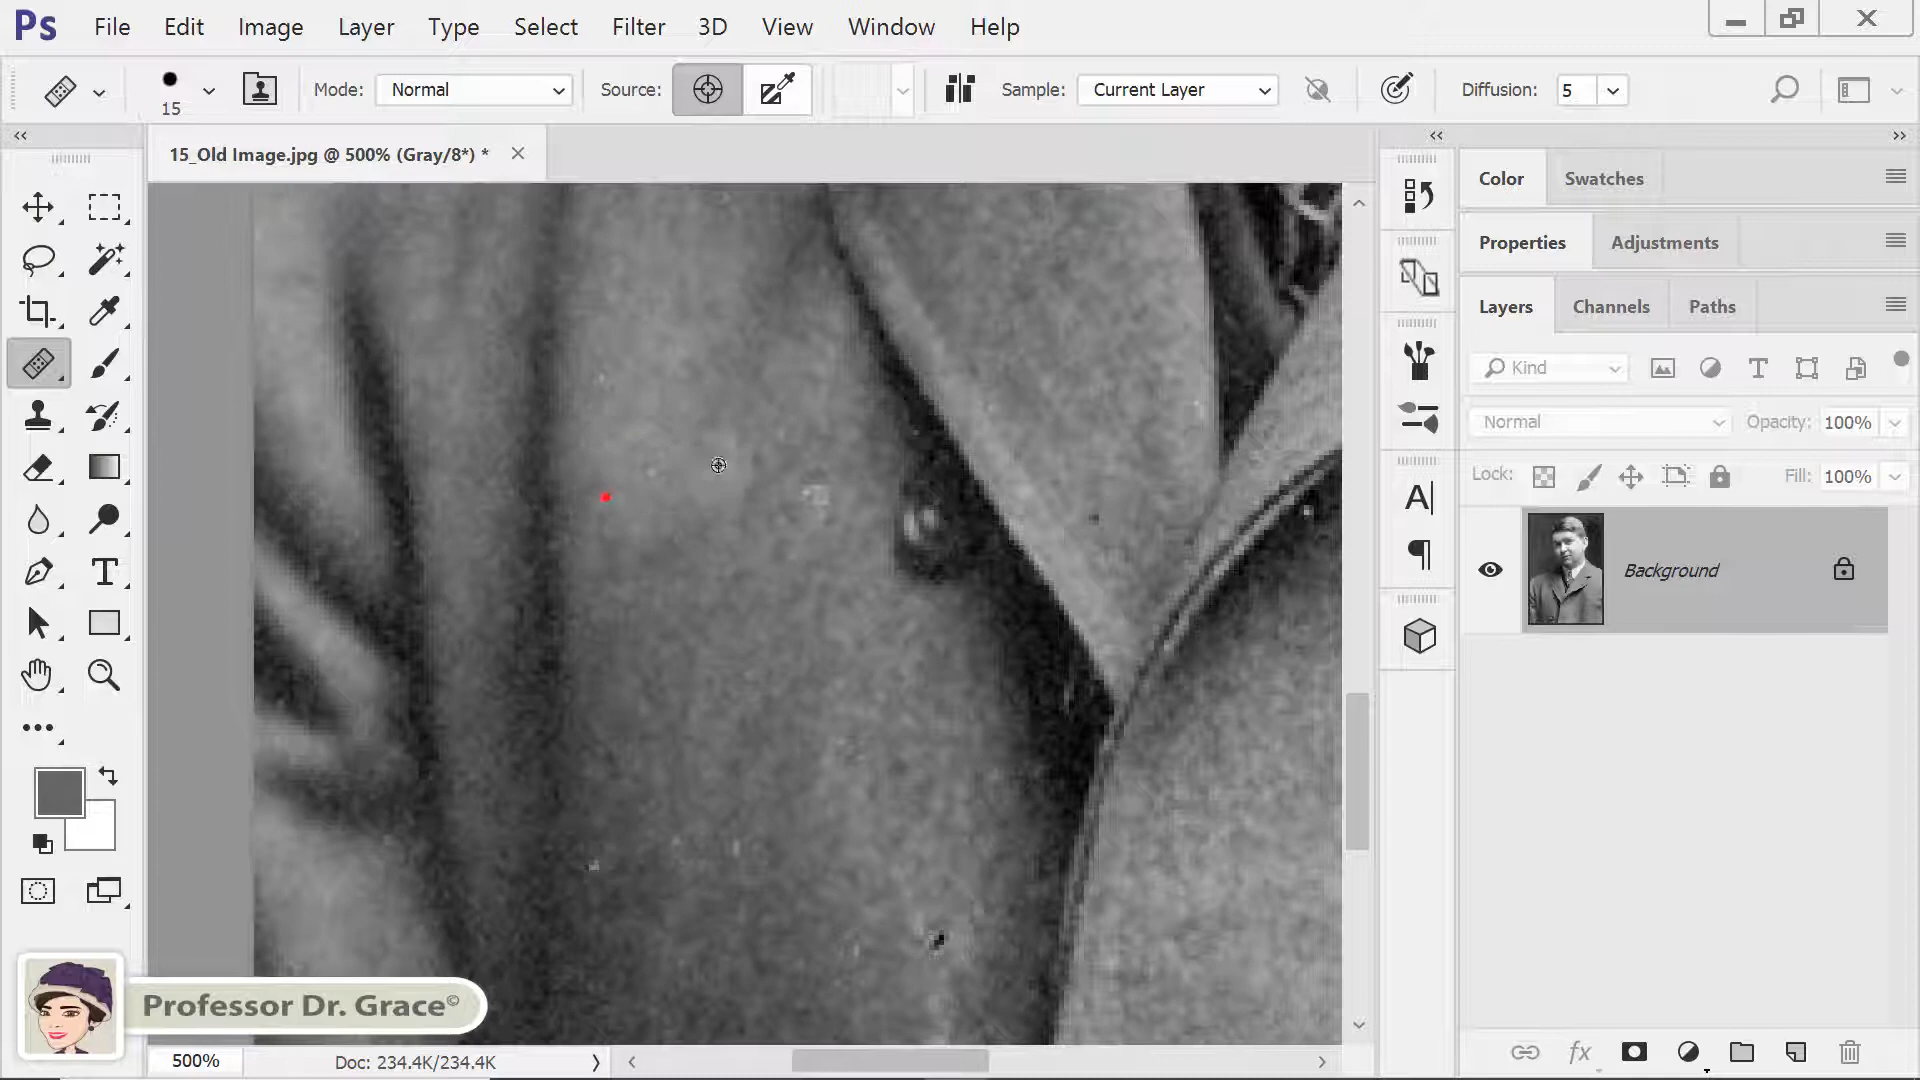 Ps File Edit Image Layer Type Select Filter 3D View Window Help
15 Mode: Normal Source: Sample: Current Layer Diffusion: 5
15_Old Image.jpg @ 500% (Gray/8*) *
Color Swatches
Properties Adjustments
Layers Channels Paths
Kind
Normal Opacity: 100%
Lock: Fill: 100%
Background
Professor Dr. Grace©
500% Doc: 234.4K/234.4K
fx